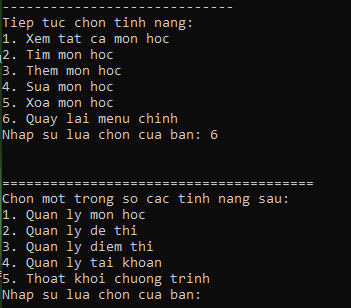 -----------------------------
Tiep tuc chon tinh nang:
1. Xem tat ca mon hoc
2. Tim mon hoc
3. Them mon hoc
4. Sua mon hoc
5. Xoa mon hoc
6. Quay lai menu chinh
Nhap su lua chon cua ban: 6
=======================================
Chon mot trong so cac tinh nang sau:
1. Quan ly mon hoc
2. Quan ly de thi
3. Quan ly diem thi
4. Quan ly tai khoan
5. Thoat khoi chuong trinh
Nhap su lua chon cua ban: